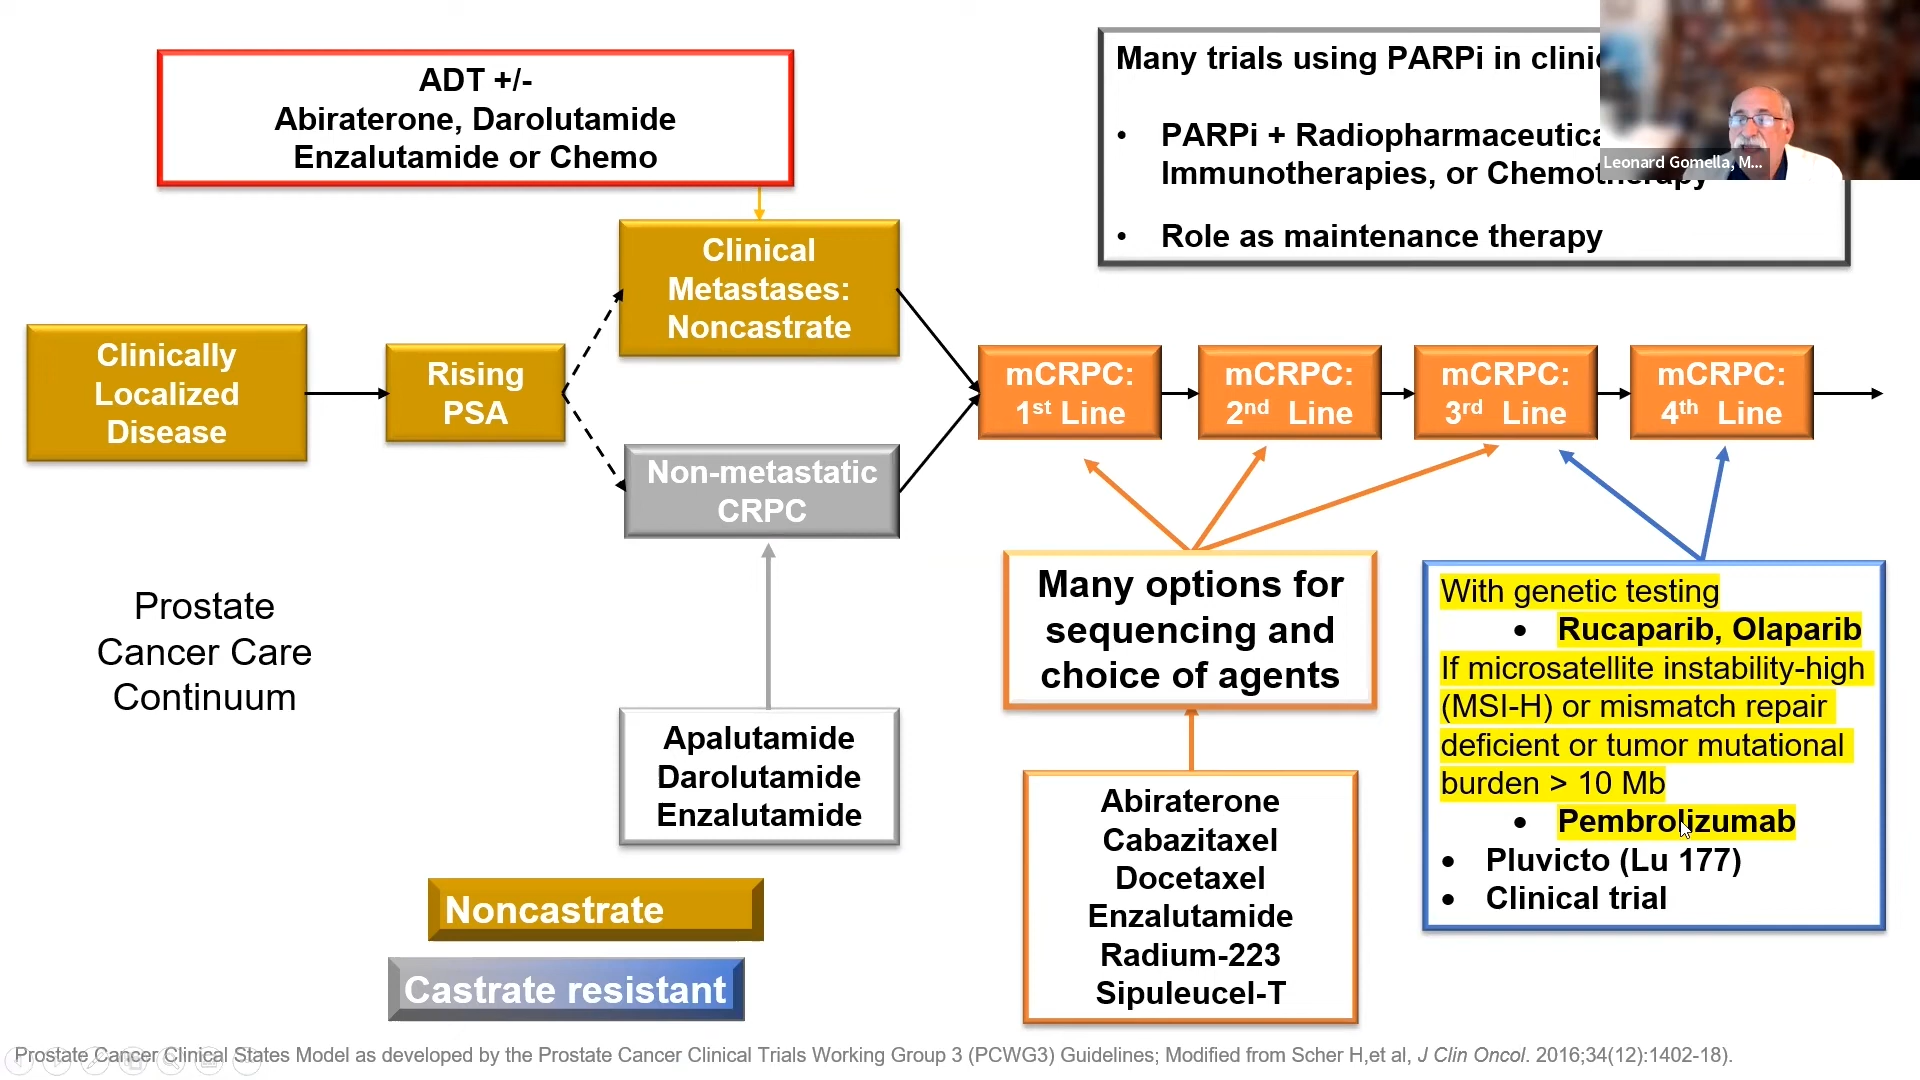 ADT +/-
Abiraterone, Darolutamide
Enzalutamide or Chemo
Many trials using PARPi in
• PARPi +
Immunotherapies, or Chemotherapy
• Role as maintenance therapy
Leonard Gomella, M...
Clinical
Metastases:
Noncastrate
Clinically
Localized
Disease
Rising
PSA
Non-metastatic
CRPC
mCRPC:
1st Line
mCRPC:
2nd Line
mCRPC:
3rd Line
mCRPC:
4th Line
Prostate
Cancer Care
Continuum
Many options for
sequencing and
choice of agents
With genetic testing
• Rucaparib, Olaparib
If microsatellite instability-high
(MSI-H) or mismatch repair
deficient or tumor mutational
burden > 10 Mb
• Pembrolizumab
• Pluvicto (Lu 177)
• Clinical trial
Apalutamide
Darolutamide
Enzalutamide
Abiraterone
Cabazitaxel
Docetaxel
Enzalutamide
Radium-223
Sipuleucel-T
Noncastrate
Castrate resistant
Prostate Cancer Clinical States Model as developed by the Prostate Cancer Clinical Trials Working Group 3 (PCWG3) Guidelines; Modified from Scher H,et al, J Clin Oncol. 2016;34(12):1402-18).